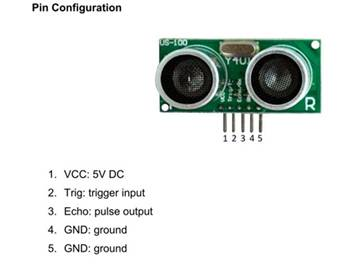 Pin Configuration
US-100
R
1 2 3 4 5
1. VCC: 5V DC
2. Trig: trigger input
3. Echo: pulse output
4. GND: ground
5. GND: ground